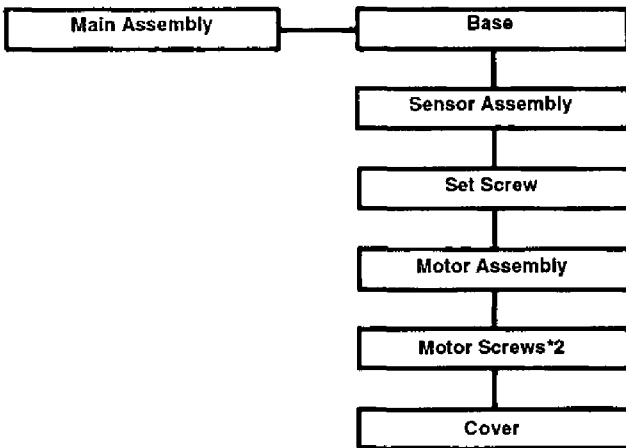 Main Assembly
Base
Sensor Assembly
Set Screw
Motor Assembly
Motor Screws*2
Cover